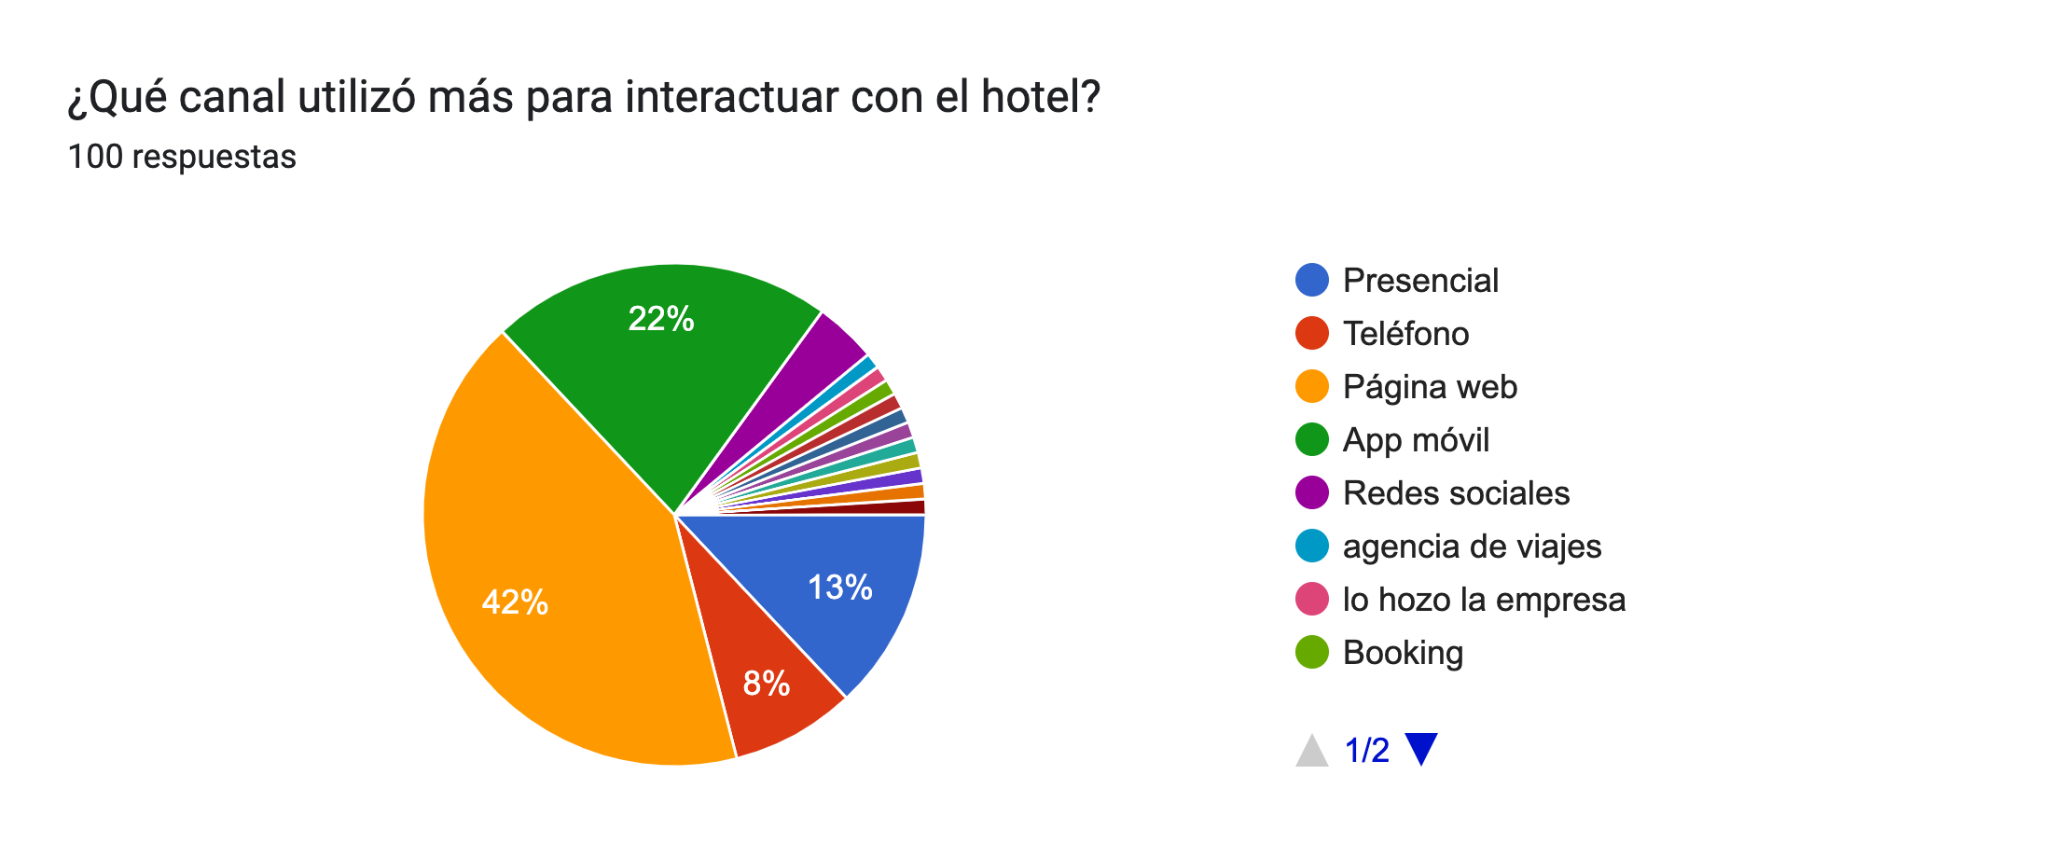 ¿Qué canal utilizó más para interactuar con el hotel?
100 respuestas
22%
42%
13%
8%
Presencial
Teléfono
Página web
App móvil
Redes sociales
agencia de viajes
lo hozo la empresa
Booking
1/2